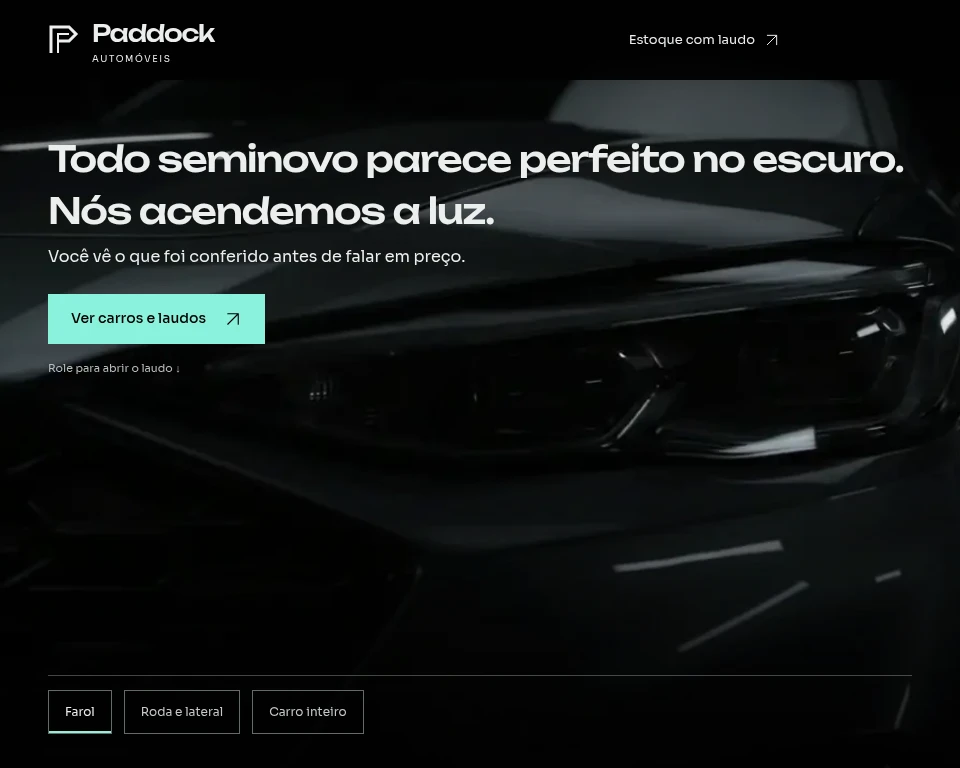 Paddock
AUTOMÓVEIS
Estoque com laudo
Todo seminovo parece perfeito no escuro.
Nós acendemos a luz.
Você vê o que foi conferido antes de falar em preço.
Ver carros e laudos
Role para abrir o laudo ↓
Farol
Roda e lateral
Carro inteiro